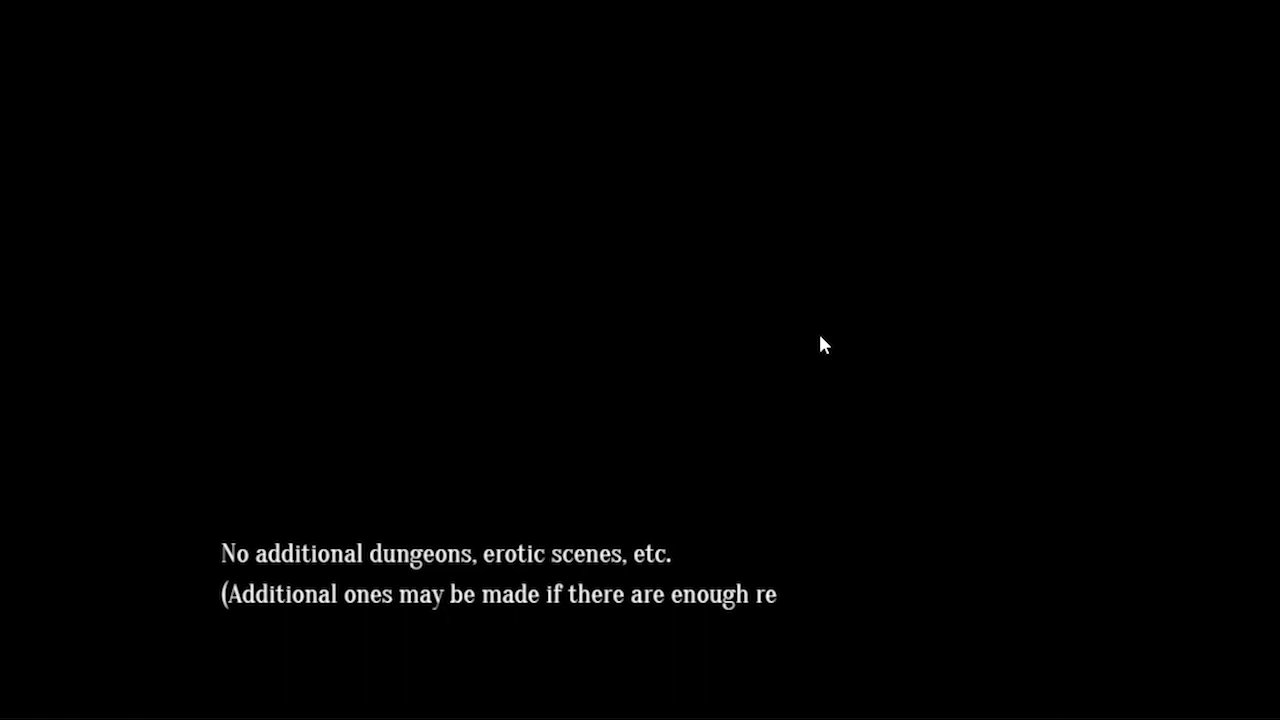 No additional dungeons, erotic scenes, etc.
(Additional ones may be made if there are enough re